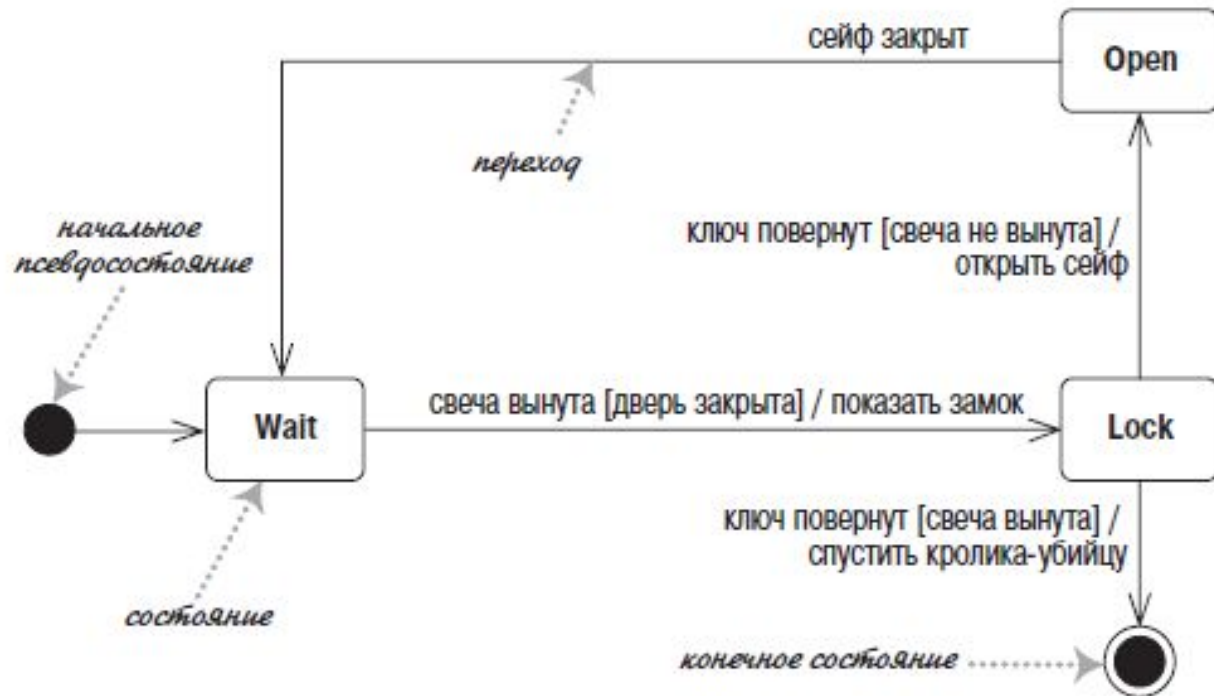 сейф закрыт
Open
переход
начальное
псевдосостояние
ключ повернут [свеча не вынута] /
открыть сейф
Wait
свеча вынута [дверь закрыта] / показать замок
Lock
ключ повернут [свеча вынута] /
спустить кролика-убийцу
состояние
конечное состояние